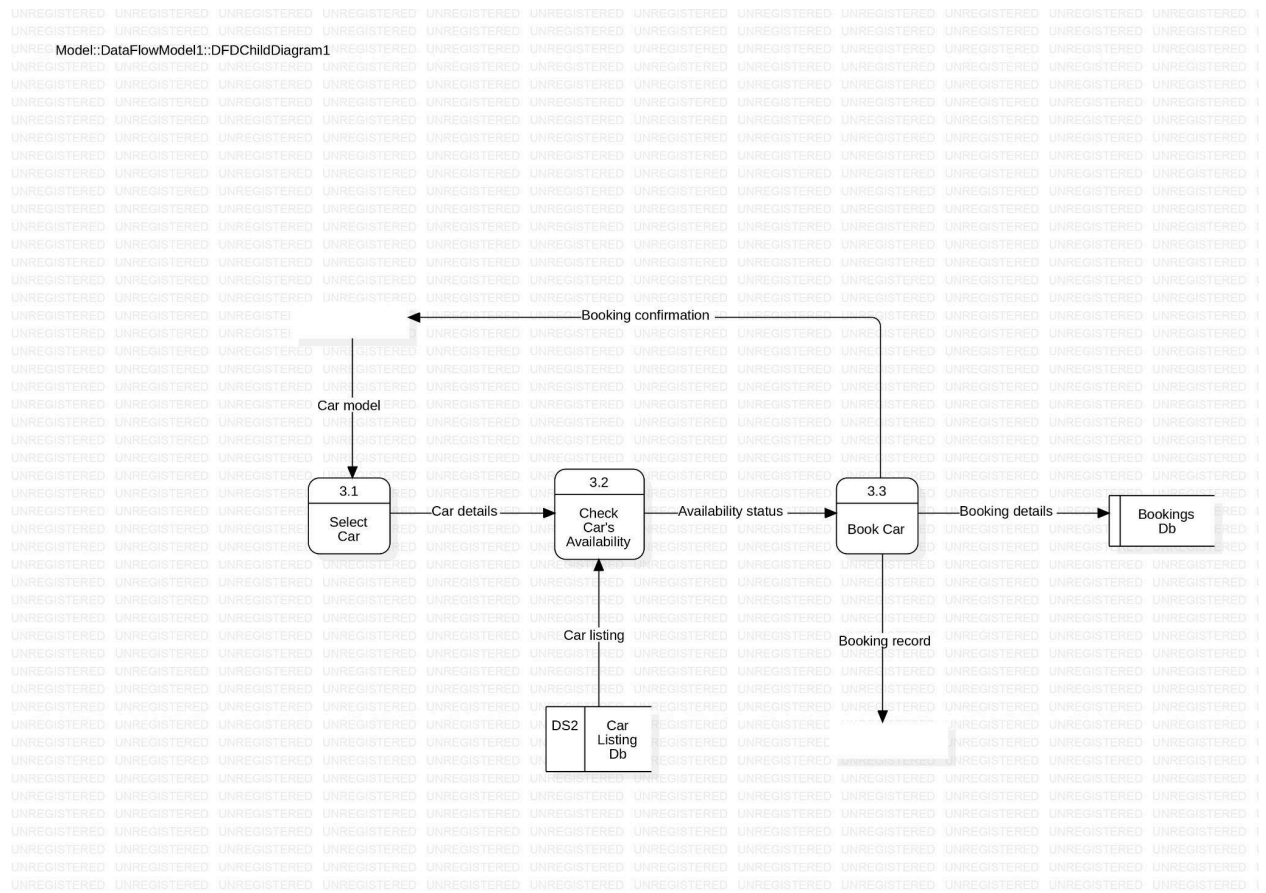 Model::DataFlowModel1::DFDChildDiagram1
Booking confirmation
Car model
3.1
Select
Car
Car details
3.2
Check
Car's
Availability
Availability status
3.3
Book Car
Booking details
Bookings
Db
Car listing
Booking record
DS2
Car
Listing
Db
UNREGISTERED